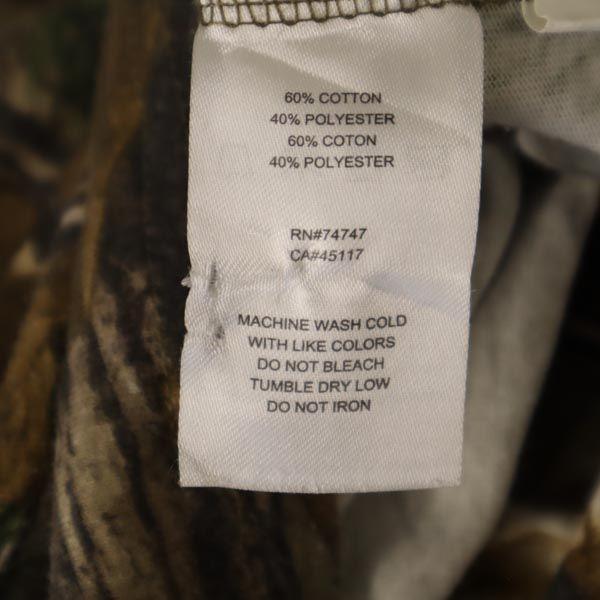 60% COTTON
40% POLYESTER
60% COTON
40% POLYESTER
RN#74747
CA#45117
MACHINE WASH COLD
WITH LIKE COLORS
DO NOT BLEACH
TUMBLE DRY LOW
DO NOT IRON